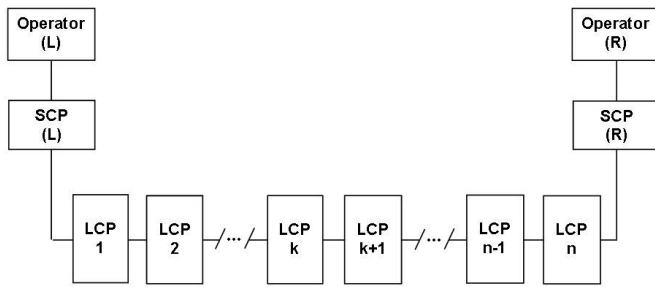 Operator
(L)
Operator
(R)
SCP
(L)
SCP
(R)
LCP
1
LCP
2
...
LCP
k
LCP
k+1
...
LCP
n-1
LCP
n